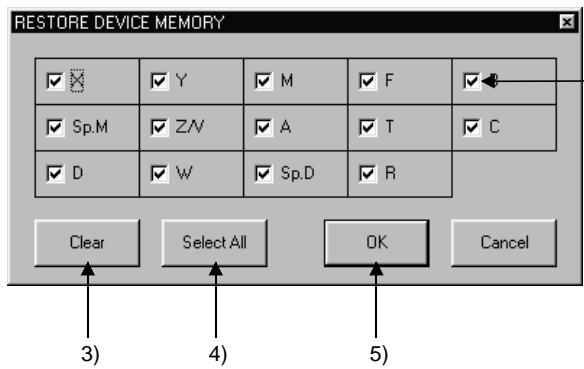 RESTORE DEVICE MEMORY
X Y M F
Sp.M Z/V A T C
D W Sp.D R
Clear Select All OK Cancel
3) 4) 5)